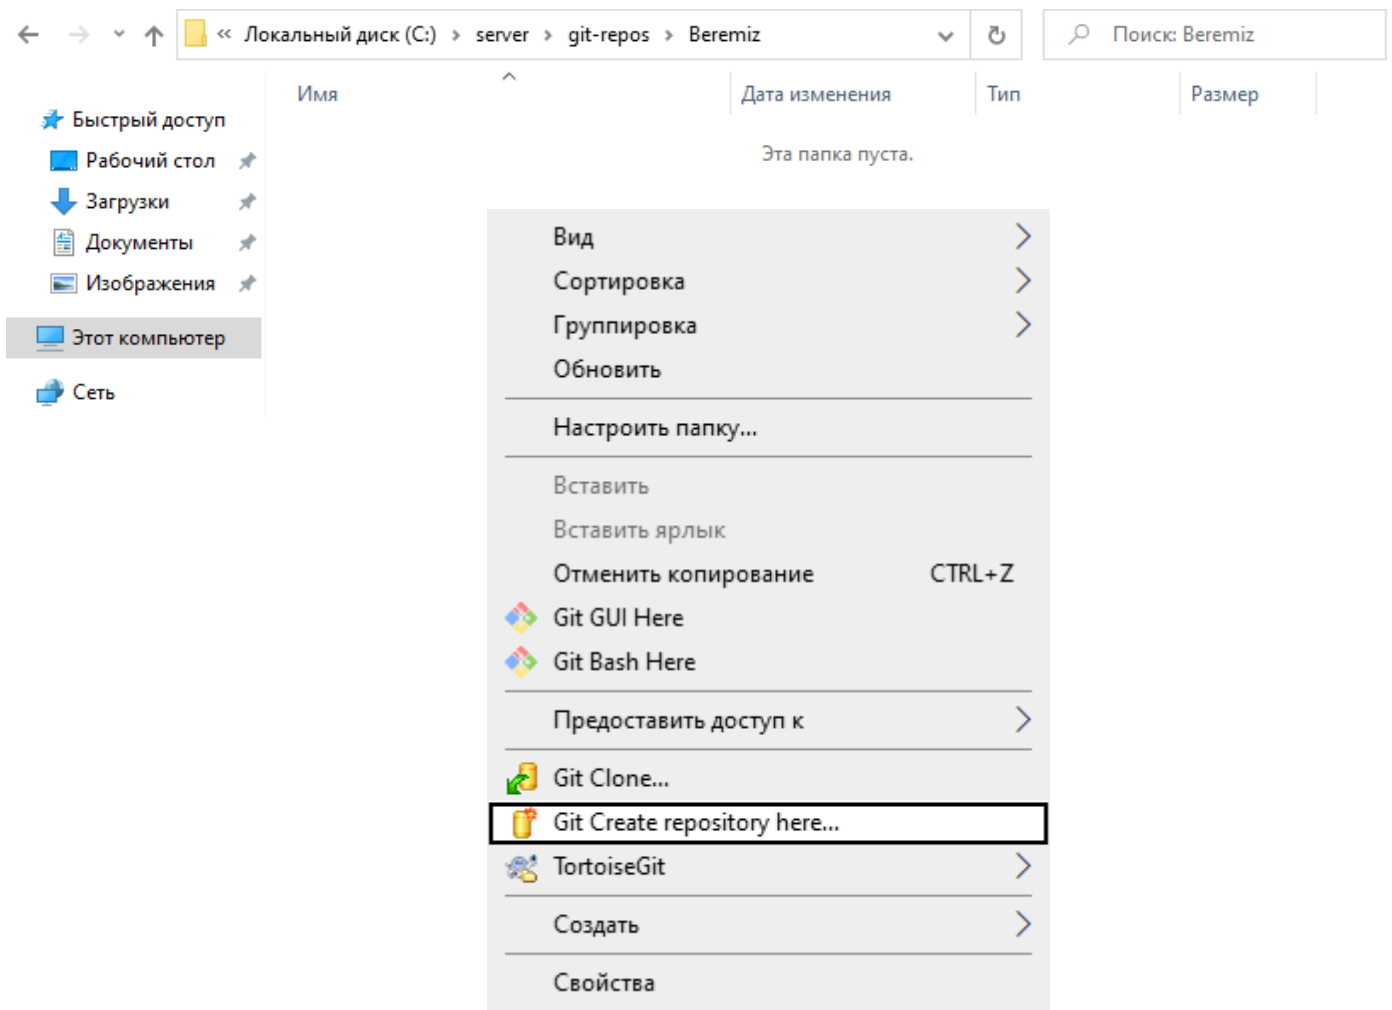 « Локальный диск (C:) › server › git-repos › Beremiz
Поиск: Beremiz
Имя Дата изменения Тип Размер
Быстрый доступ
Рабочий стол
Загрузки
Документы
Изображения
Этот компьютер
Сеть
Эта папка пуста.
Вид
Сортировка
Группировка
Обновить
Настроить папку...
Вставить
Вставить ярлык
Отменить копирование CTRL+Z
Git GUI Here
Git Bash Here
Предоставить доступ к
Git Clone...
Git Create repository here...
TortoiseGit
Создать
Свойства